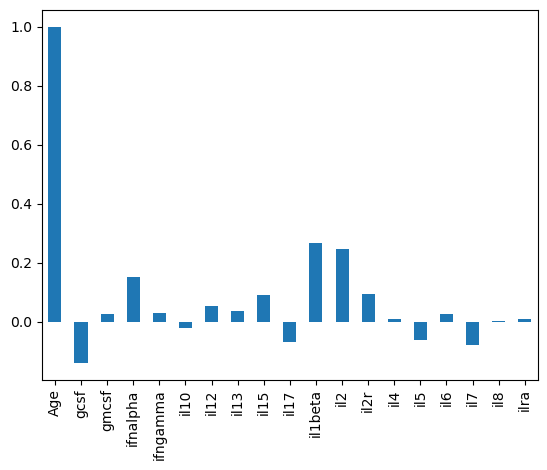 1.0
0.8
0.6
0.4
0.2
0.0
Age
gcsf
gmcsf
ifnalpha
ifngamma
il10
il12
il13
il15
il17
il1beta
il2
il2r
il4
il5
il6
il7
il8
ilra